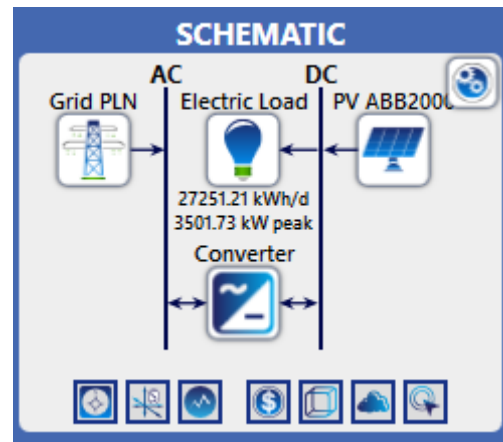 SCHEMATIC
AC DC
Grid PLN Electric Load PV ABB2000
27251.21 kWh/d
3501.73 kW peak
Converter